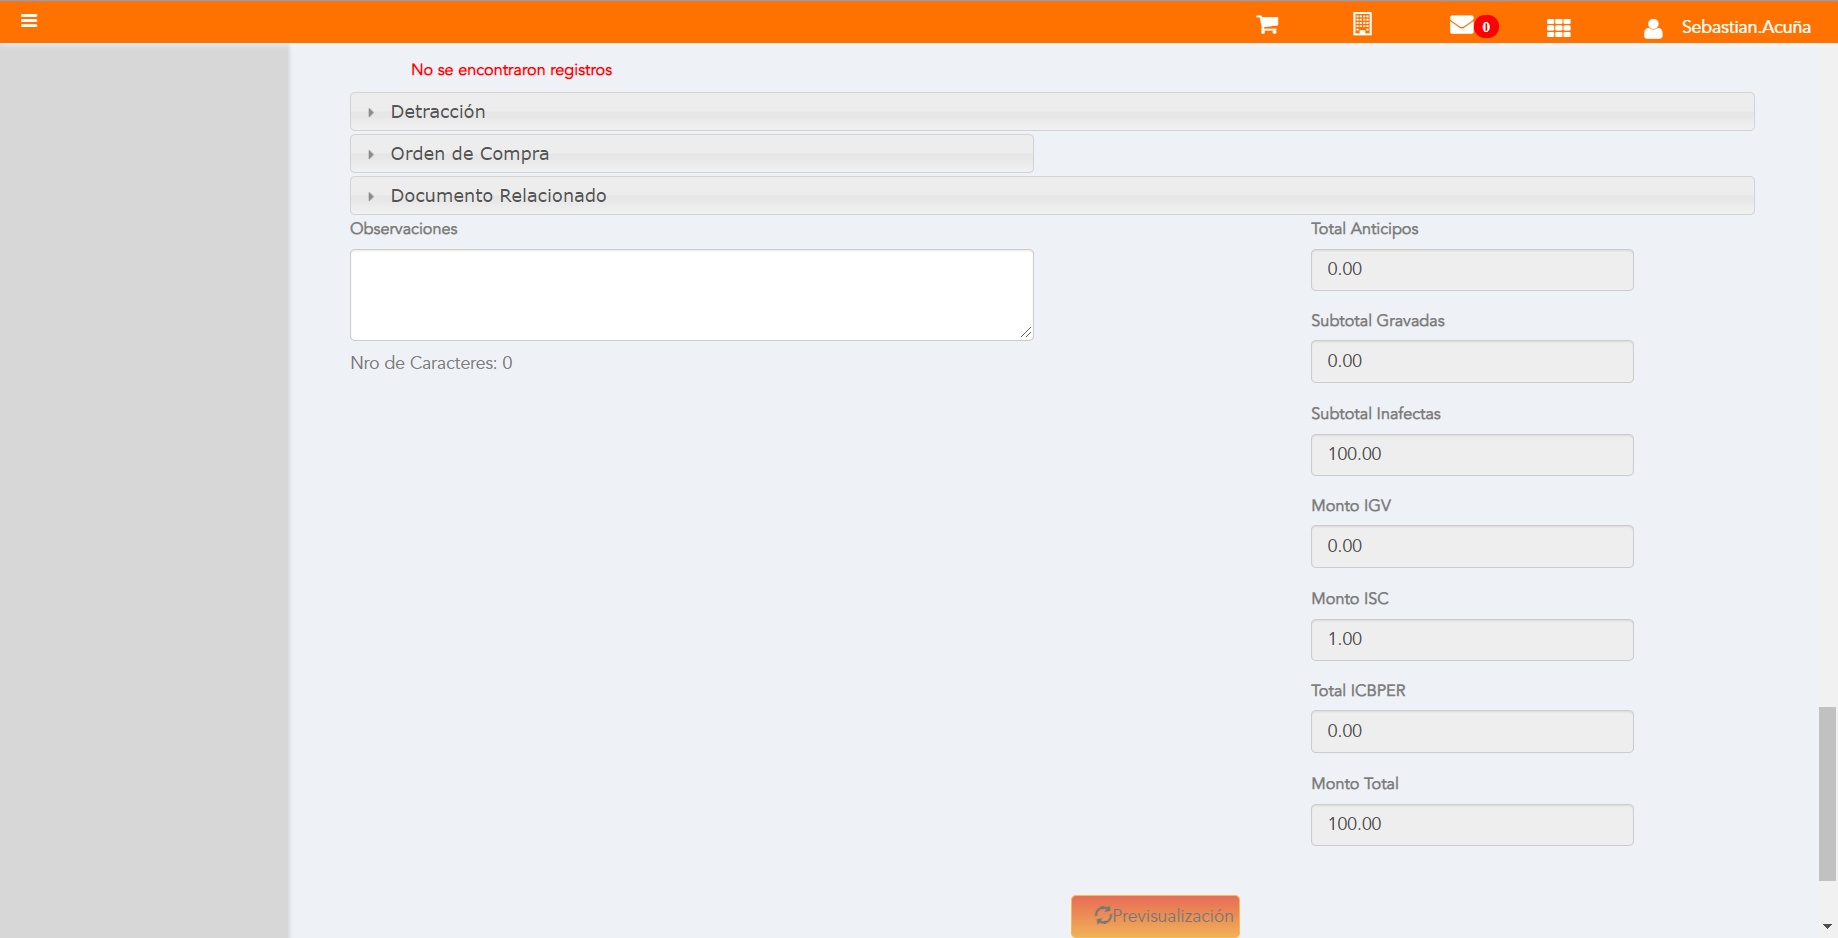 0
Sebastian.Acuña
No se encontraron registros
Detracción
Orden de Compra
Documento Relacionado
Observaciones
Nro de Caracteres: 0
Total Anticipos
0.00
Subtotal Gravadas
0.00
Subtotal Inafectas
100.00
Monto IGV
0.00
Monto ISC
1.00
Total ICBPER
0.00
Monto Total
100.00
Previsualización